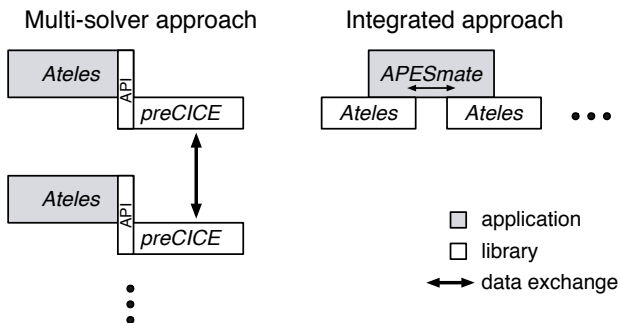 Multi-solver approach
Integrated approach
Ateles
API
preCICE
APESmate
Ateles
Ateles
Ateles
API
preCICE
application
library
data exchange